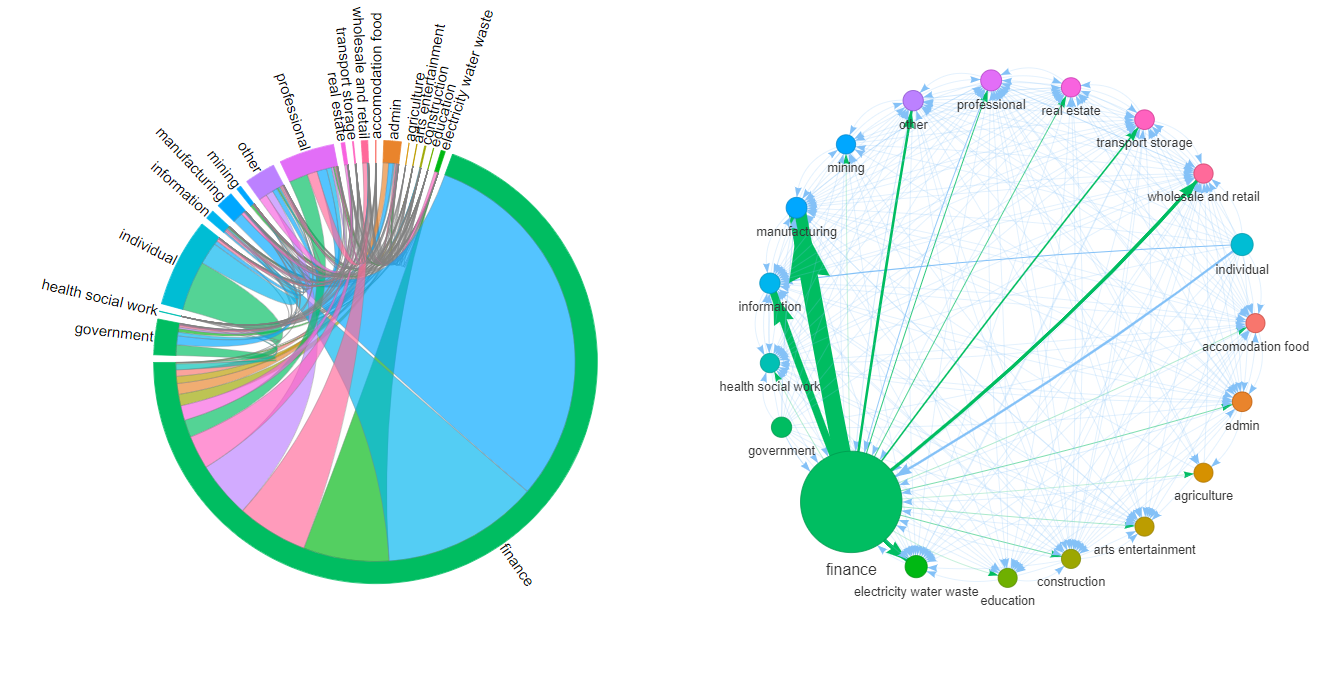 electricity water waste
education
construction
arts entertainment
agriculture
admin
accomodation food
wholesale and retail
transport storage
real estate
professional
other
mining
manufacturing
information
individual
health social work
government
finance
professional
real estate
other
transport storage
mining
wholesale and retail
manufacturing
individual
information
accomodation food
health social work
admin
government
agriculture
arts entertainment
finance
construction
electricity water waste
education